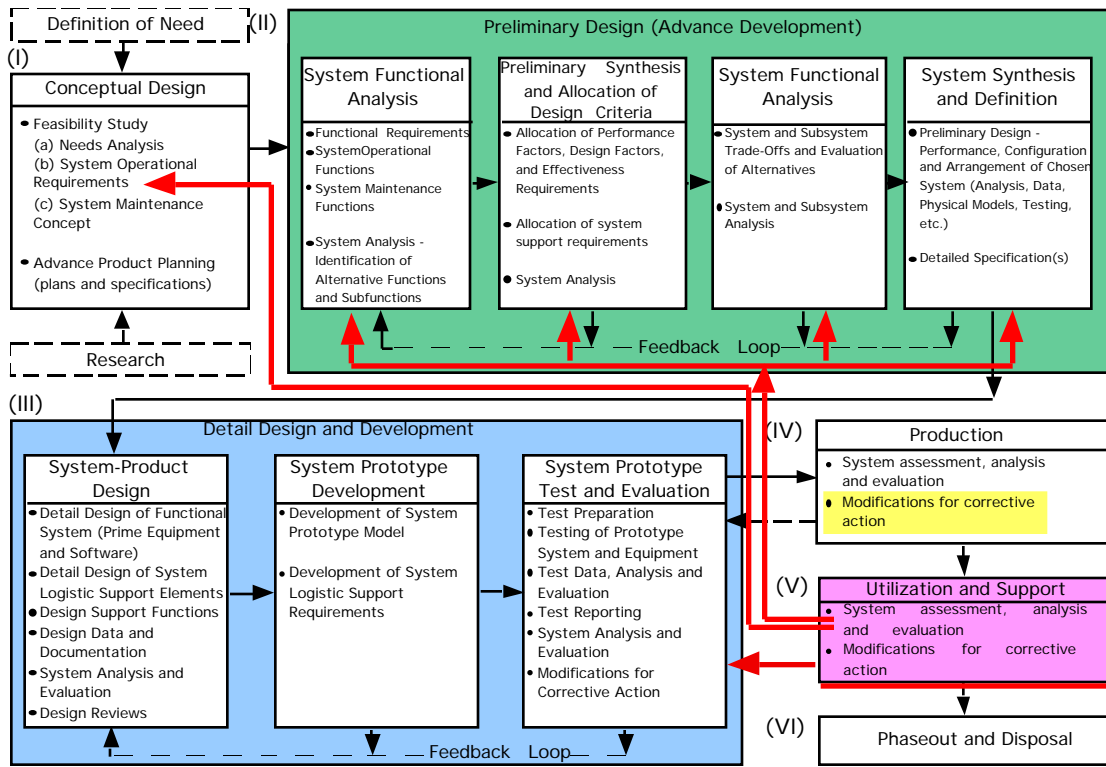 Definition of Need
(I)
Conceptual Design
Feasibility Study
(a) Needs Analysis
(b) System Operational
Requirements
(c) System Maintenance
Concept
Advance Product Planning
(plans and specifications)
Research
(II)
Preliminary Design (Advance Development)
System Functional
Analysis
Functional Requirements
SystemOperational
Functions
System Maintenance
Functions
System Analysis -
Identification of
Alternative Functions
and Subfunctions
Preliminary Synthesis
and Allocation of
Design Criteria
Allocation of Performance
Factors, Design Factors,
and Effectiveness
Requirements
Allocation of system
support requirements
System Analysis
System Functional
Analysis
System and Subsystem
Trade-Offs and Evaluation
of Alternatives
System and Subsystem
Analysis
System Synthesis
and Definition
Preliminary Design -
Performance, Configuration
and Arrangement of Chosen
System (Analysis, Data,
Physical Models, Testing,
etc.)
Detailed Specification(s)
Feedback Loop
(III)
Detail Design and Development
System-Product
Design
Detail Design of Functional
System (Prime Equipment
and Software)
Detail Design of System
Logistic Support Elements
Design Support Functions
Design Data and
Documentation
System Analysis and
Evaluation
Design Reviews
System Prototype
Development
Development of System
Prototype Model
Development of System
Logistic Support
Requirements
System Prototype
Test and Evaluation
Test Preparation
Testing of Prototype
System and Equipment
Test Data, Analysis and
Evaluation
Test Reporting
System Analysis and
Evaluation
Modifications for
Corrective Action
Feedback Loop
(IV)
Production
System assessment, analysis
and evaluation
Modifications for corrective
action
(V)
Utilization and Support
System assessment, analysis
and evaluation
Modifications for corrective
action
(VI)
Phaseout and Disposal